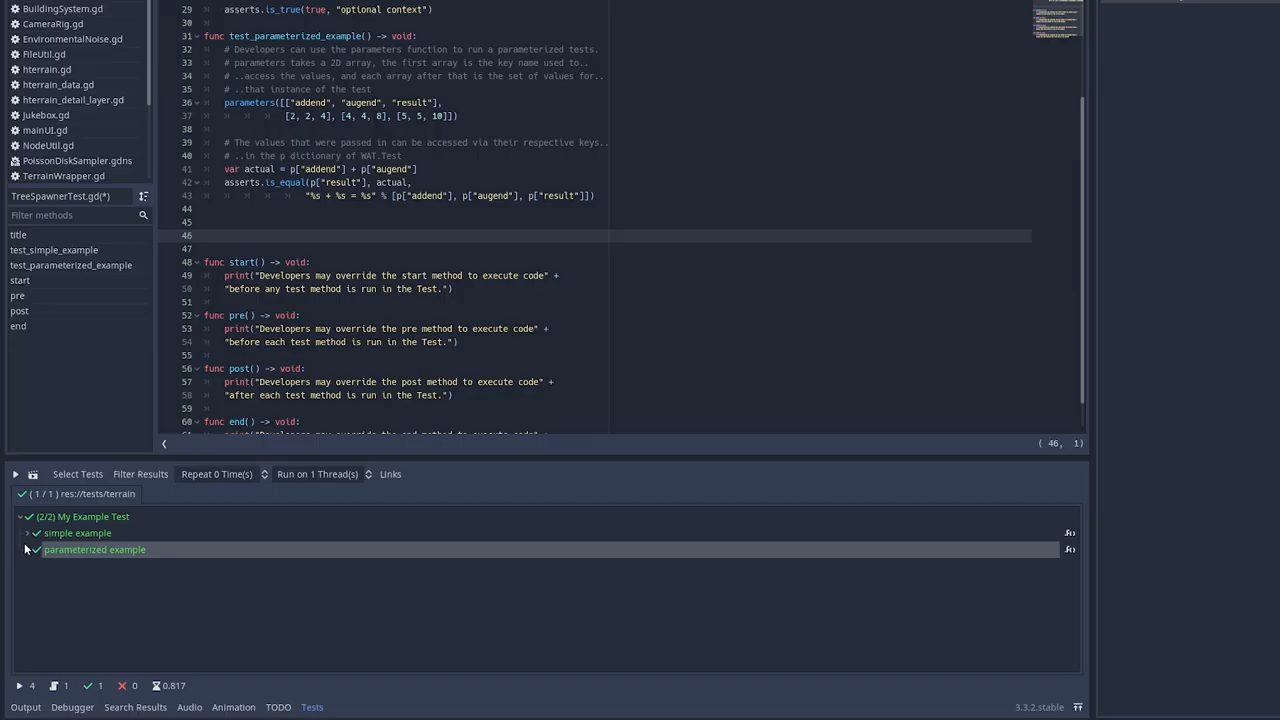 BuildingSystem.gd
CameraRig.gd
EnvironmentalNoise.gd
FileUtil.gd
hterrain.gd
hterrain_data.gd
hterrain_detail_layer.gd
Jukebox.gd
mainUI.gd
NodeUtil.gd
PoissonDiskSampler.gdns
TerrainWrapper.gd
TreeSpawnerTest.gd(*)
Filter methods
title
test_simple_example
test_parameterized_example
start
pre
post
end
29 asserts.is_true(true, "optional context")
30
31 func test_parameterized_example() -> void:
32 # Developers can use the parameters function to run a parameterized tests.
33 # parameters takes a 2D array, the first array is the key name used to..
34 # ..access the values, and each array after that is the set of values for..
35 # ..that instance of the test
36 parameters([["addend", "augend", "result"],
37 [2, 2, 4], [4, 4, 8], [5, 5, 10]])
38
39 # The values that were passed in can be accessed via their respective keys..
40 # ..in the p dictionary of WAT.Test
41 var actual = p["addend"] + p["augend"]
42 asserts.is_equal(p["result"], actual,
43 "%s + %s = %s" % [p["addend"], p["augend"], p["result"]])
44
45
46
47
48 func start() -> void:
49 print("Developers may override the start method to execute code" +
50 "before any test method is run in the Test.")
51
52 func pre() -> void:
53 print("Developers may override the pre method to execute code" +
54 "before each test method is run in the Test.")
55
56 func post() -> void:
57 print("Developers may override the post method to execute code" +
58 "after each test method is run in the Test.")
59
60 func end() -> void:
( 46, 1)
Select Tests Filter Results Repeat 0 Time(s) Run on 1 Thread(s) Links
( 1 / 1 ) res://tests/terrain
(2/2) My Example Test
simple example
parameterized example
4 1 1 0 0.817
Output Debugger Search Results Audio Animation TODO Tests 3.3.2.stable